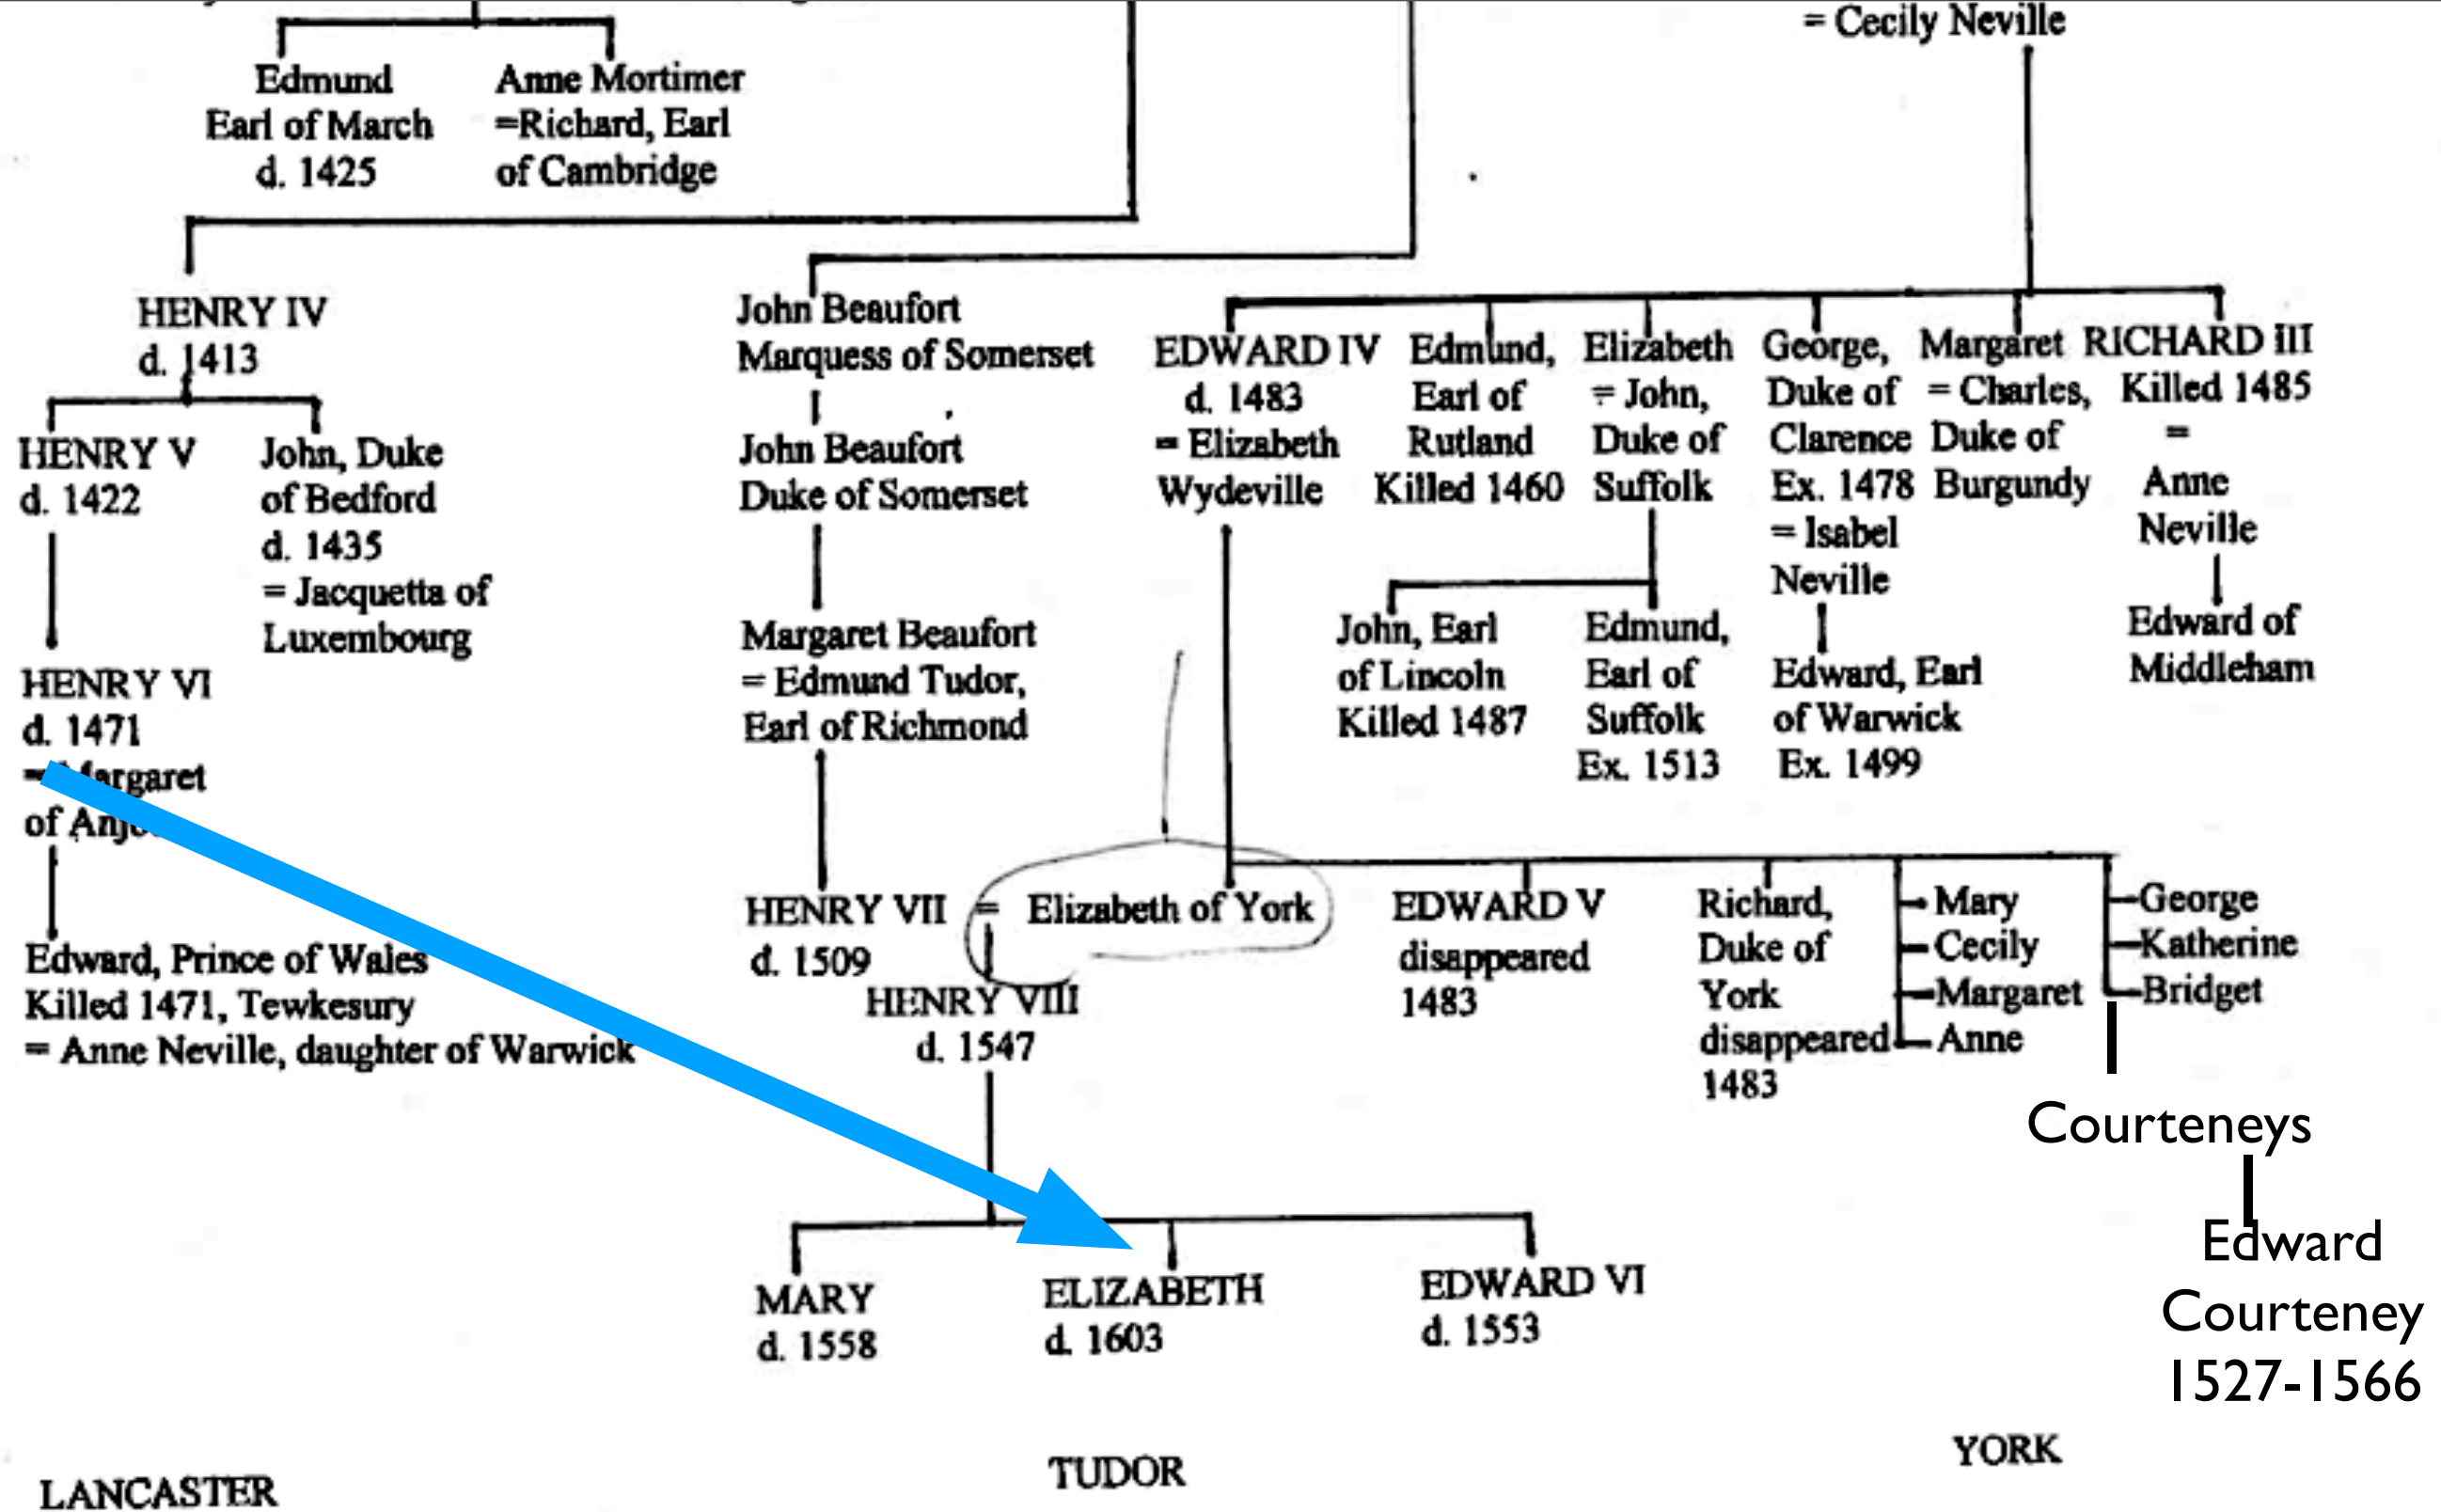 = Cecily Neville
Edmund
Earl of March
d. 1425
Anne Mortimer
=Richard, Earl
of Cambridge
HENRY IV
d. 1413
HENRY V
d. 1422
John, Duke
of Bedford
d. 1435
= Jacquetta of
Luxembourg
HENRY VI
d. 1471
= Margaret
of Anjou
Edward, Prince of Wales
Killed 1471, Tewkesury
= Anne Neville, daughter of Warwick
John Beaufort
Marquess of Somerset
John Beaufort
Duke of Somerset
Margaret Beaufort
= Edmund Tudor,
Earl of Richmond
HENRY VII
d. 1509
= Elizabeth of York
HENRY VIII
d. 1547
MARY
d. 1558
ELIZABETH
d. 1603
EDWARD VI
d. 1553
EDWARD IV
d. 1483
= Elizabeth
Wydeville
Edmund,
Earl of
Rutland
Killed 1460
Elizabeth
= John,
Duke of
Suffolk
George,
Duke of
Clarence
Ex. 1478
= Isabel
Neville
Margaret
= Charles,
Duke of
Burgundy
RICHARD III
Killed 1485
=
Anne
Neville
John, Earl
of Lincoln
Killed 1487
Edmund,
Earl of
Suffolk
Ex. 1513
Edward, Earl
of Warwick
Ex. 1499
Edward of
Middleham
EDWARD V
disappeared
1483
Richard,
Duke of
York
disappeared
1483
Mary
Cecily
Margaret
Anne
George
Katherine
Bridget
Courteneys
Edward
Courteney
1527-1566
LANCASTER
TUDOR
YORK